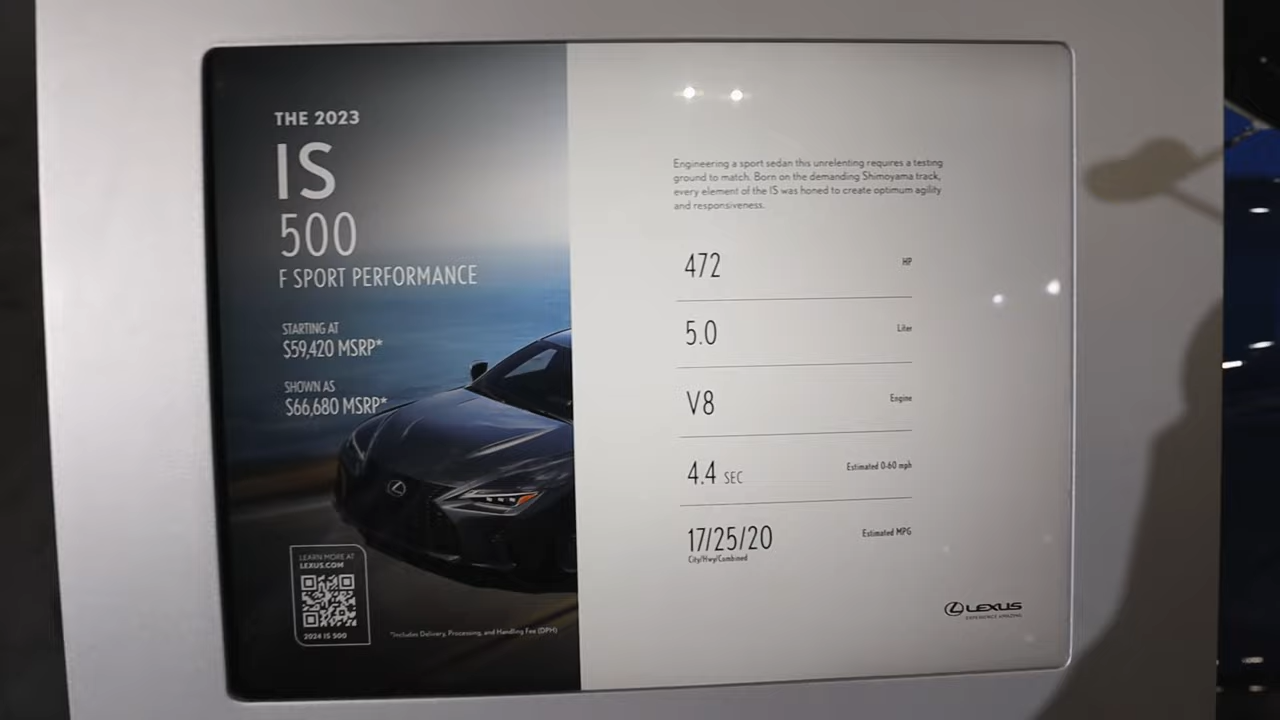 THE 2023
IS
500
F SPORT PERFORMANCE
STARTING AT
$59,420 MSRP*
SHOWN AS
$66,680 MSRP*
LEARN MORE AT
LEXUS.COM
2024 IS 500
*Includes Delivery, Processing, and Handling Fee (DPH)
Engineering a sport sedan this unrelenting requires a testing
ground to match. Born on the demanding Shimoyama track,
every element of the IS was honed to create optimum agility
and responsiveness.
472 HP
5.0 Liter
V8 Engine
4.4 SEC Estimated 0-60 mph
17/25/20 Estimated MPG
City/Hwy/Combined
LEXUS
EXPERIENCE AMAZING